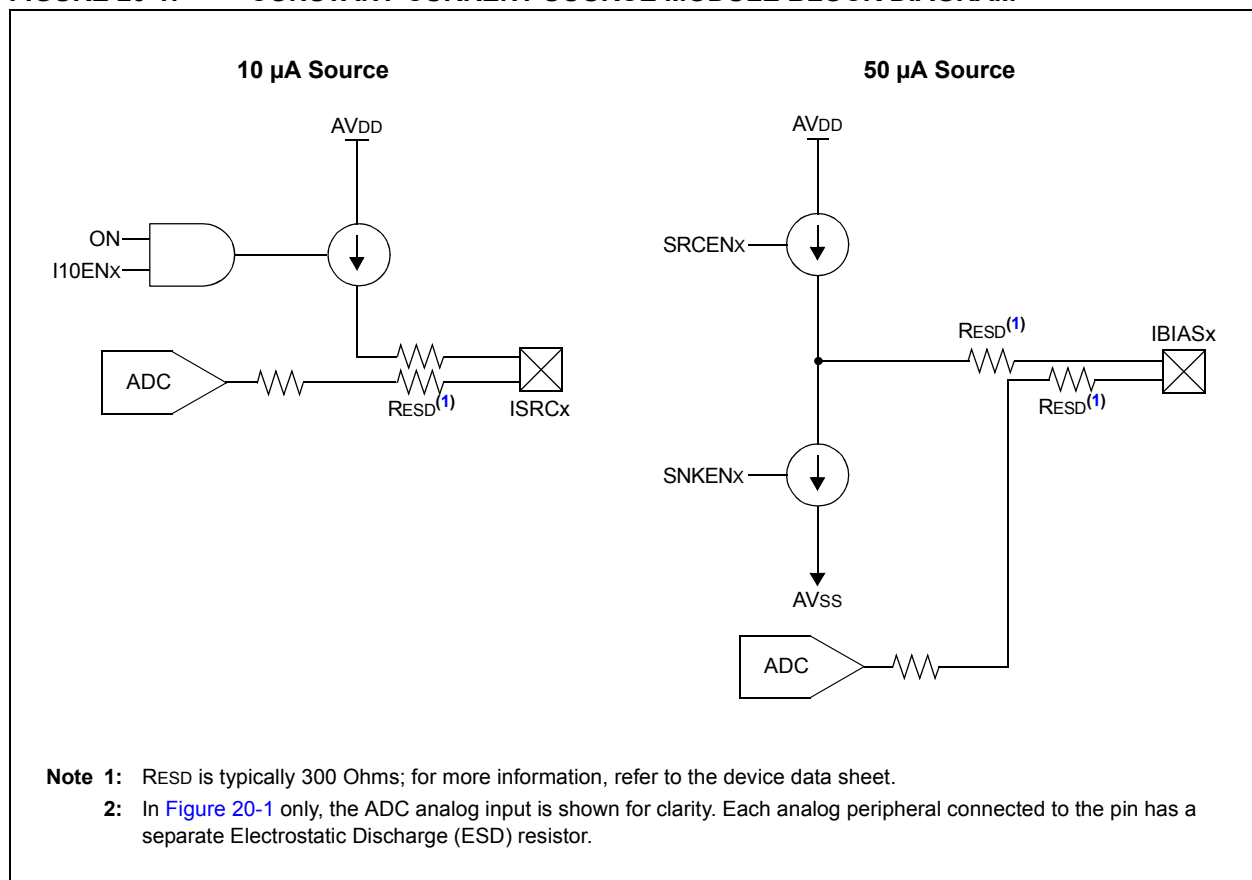 10 µA Source
50 µA Source
AVDD
AVDD
ON
I10ENx
SRCENx
RESD(1)
IBIASx
ADC
RESD(1)
ISRCx
RESD(1)
SNKENx
AVSS
ADC
Note 1: RESD is typically 300 Ohms; for more information, refer to the device data sheet.
2: In Figure 20-1 only, the ADC analog input is shown for clarity. Each analog peripheral connected to the pin has a
separate Electrostatic Discharge (ESD) resistor.